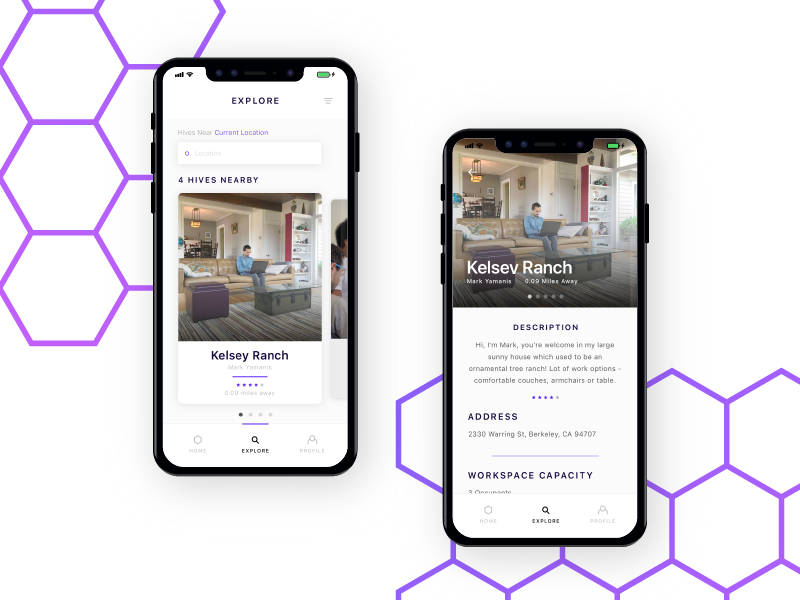 EXPLORE
Hives Near Current Location
Location
4 HIVES NEARBY
Kelsey Ranch
Mark Yamanis
0.09 miles away
HOME
EXPLORE
PROFILE
Kelsey Ranch
Mark Yamanis
0.09 Miles Away
DESCRIPTION
Hi, I'm Mark, you're welcome in my large
sunny house which used to be an
ornamental tree ranch! Lot of work options -
comfortable couches, armchairs or table.
ADDRESS
2330 Warring St, Berkeley, CA 94707
WORKSPACE CAPACITY
3 Occupants
HOME
EXPLORE
PROFILE